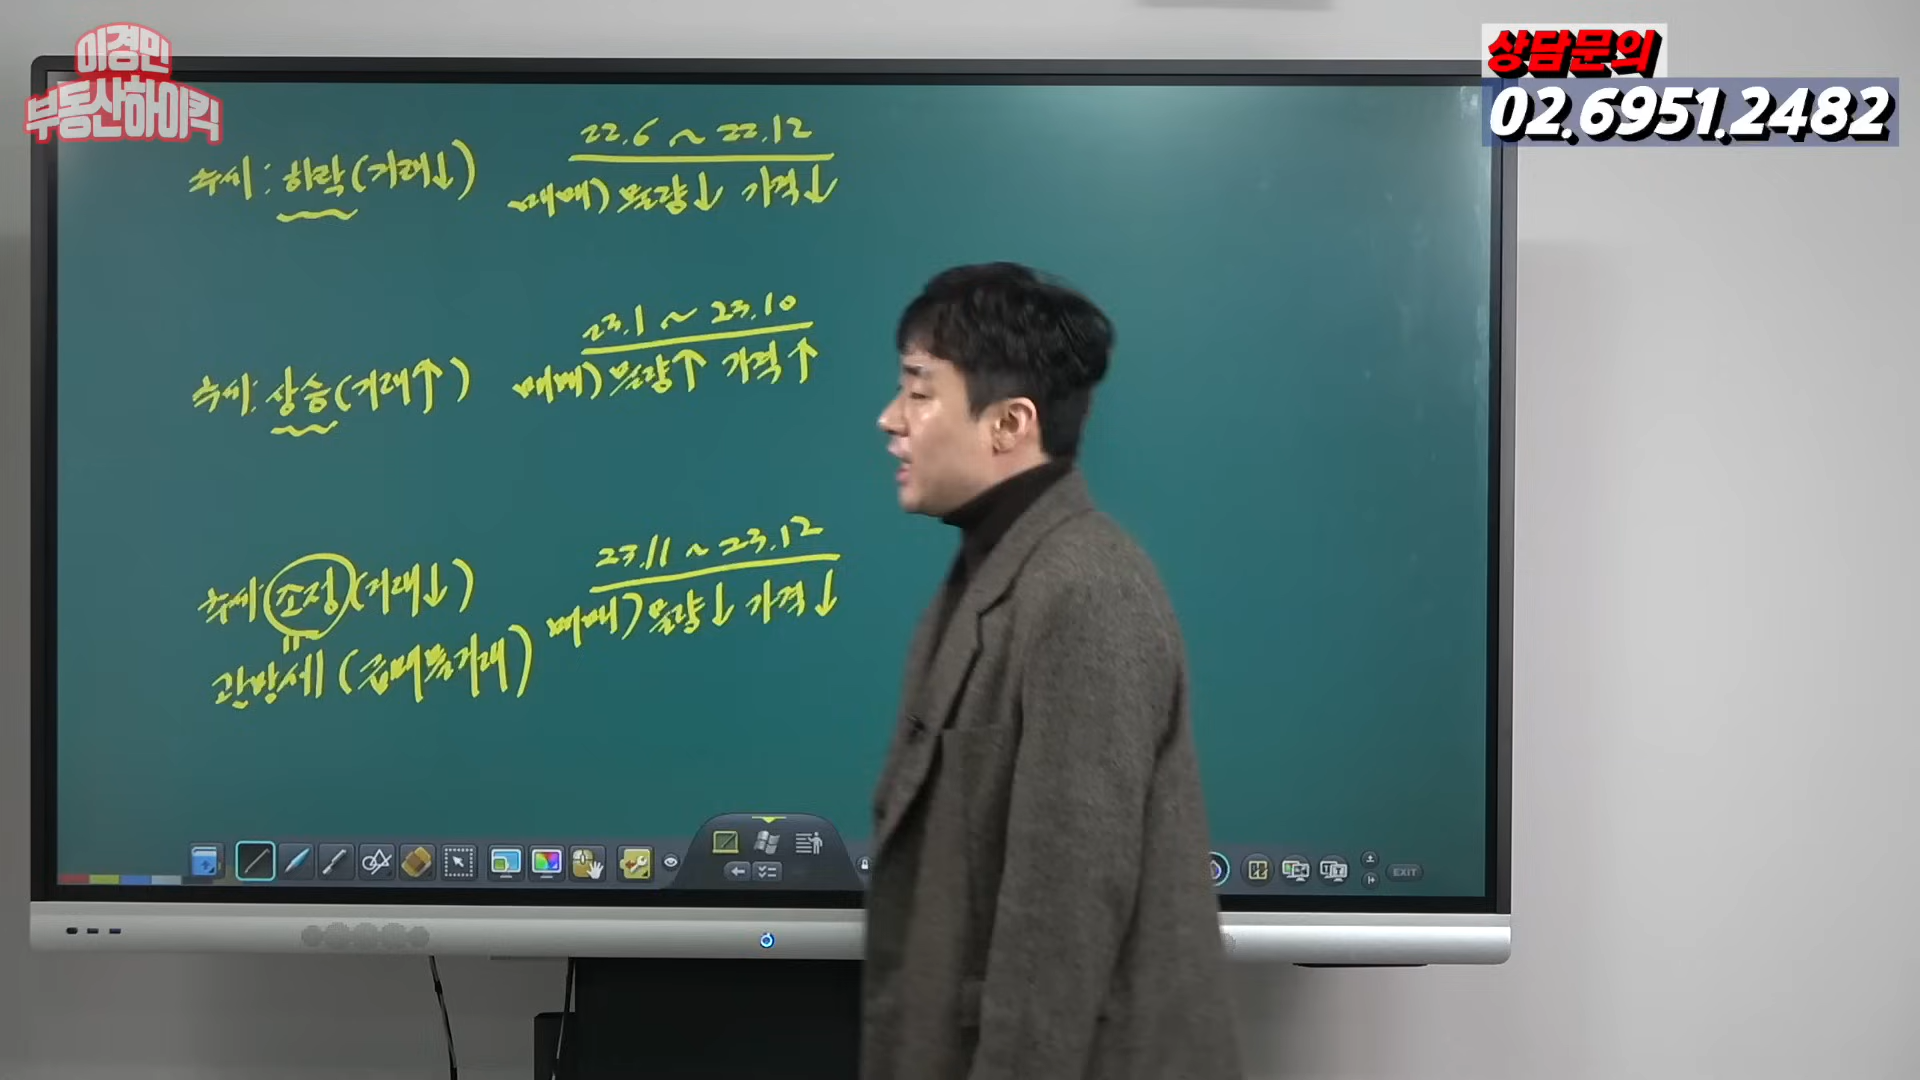 이경민
부동산하이킥
상담문의
02.6951.2482
22.6 ~ 22.12
추세 : 하락 (거래↓)
매매) 물량↓ 가격↓
23.1 ~ 23.10
추세: 상승 (거래↑)
매매) 물량↑ 가격↑
23.11 ~ 23.12
추세: 조정 (거래↓)
매매) 물량↓ 가격↓
관망세 (급매물거래)
EXIT